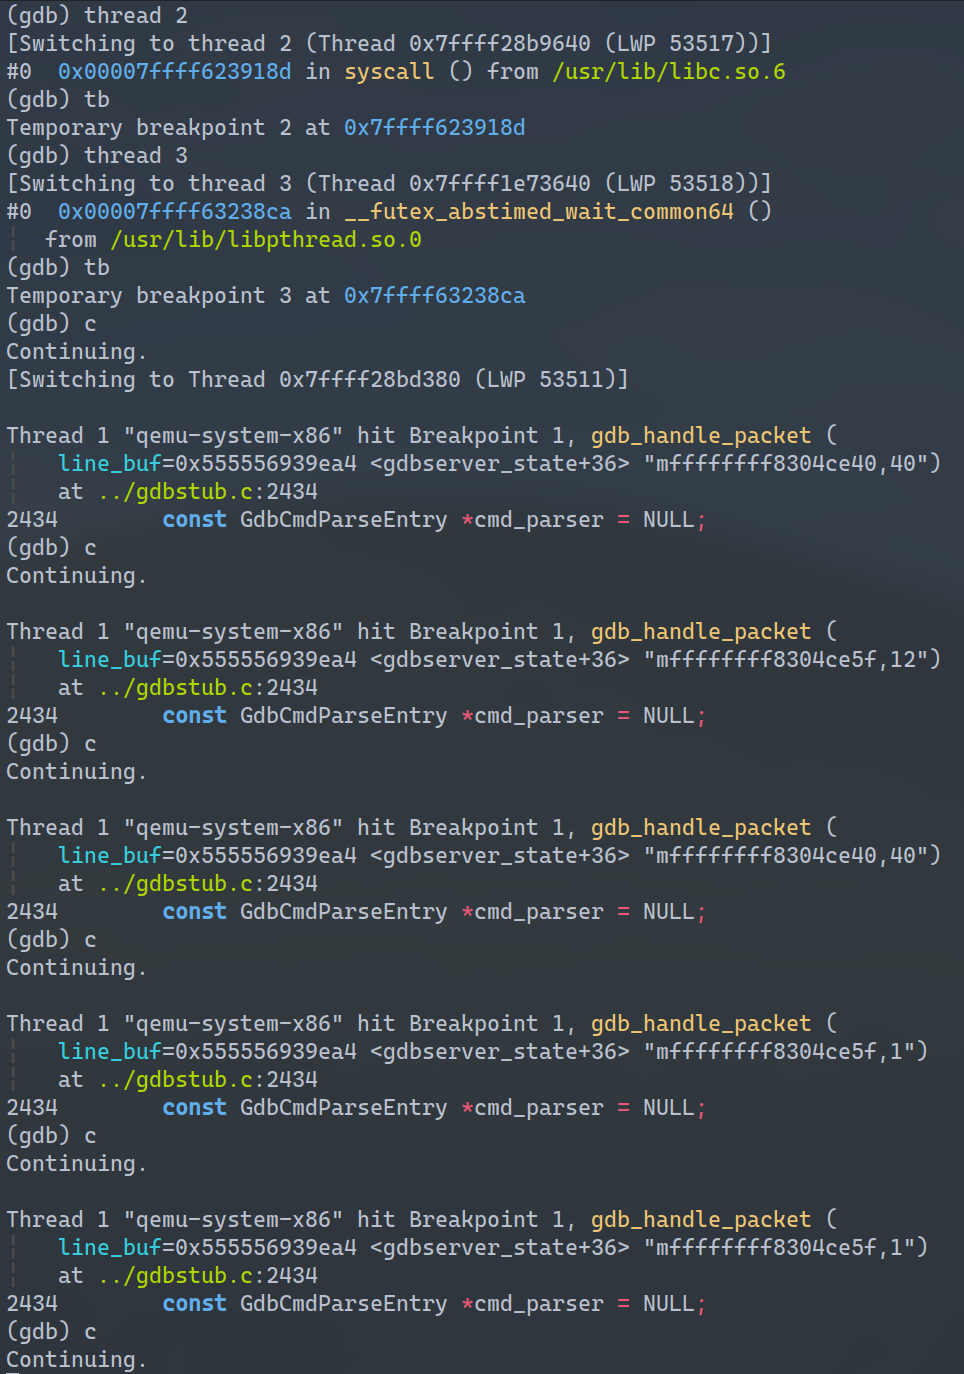 (gdb) thread 2
[Switching to thread 2 (Thread 0x7ffff28b9640 (LWP 53517))]
#0  0x00007ffff623918d in syscall () from /usr/lib/libc.so.6
(gdb) tb
Temporary breakpoint 2 at 0x7ffff623918d
(gdb) thread 3
[Switching to thread 3 (Thread 0x7ffff1e73640 (LWP 53518))]
#0  0x00007ffff63238ca in __futex_abstimed_wait_common64 ()
   from /usr/lib/libpthread.so.0
(gdb) tb
Temporary breakpoint 3 at 0x7ffff63238ca
(gdb) c
Continuing.
[Switching to Thread 0x7ffff28bd380 (LWP 53511)]

Thread 1 "qemu-system-x86" hit Breakpoint 1, gdb_handle_packet (
    line_buf=0x555556939ea4 <gdbserver_state+36> "mffffffff8304ce40,40")
    at ../gdbstub.c:2434
2434        const GdbCmdParseEntry *cmd_parser = NULL;
(gdb) c
Continuing.

Thread 1 "qemu-system-x86" hit Breakpoint 1, gdb_handle_packet (
    line_buf=0x555556939ea4 <gdbserver_state+36> "mffffffff8304ce5f,12")
    at ../gdbstub.c:2434
2434        const GdbCmdParseEntry *cmd_parser = NULL;
(gdb) c
Continuing.

Thread 1 "qemu-system-x86" hit Breakpoint 1, gdb_handle_packet (
    line_buf=0x555556939ea4 <gdbserver_state+36> "mffffffff8304ce40,40")
    at ../gdbstub.c:2434
2434        const GdbCmdParseEntry *cmd_parser = NULL;
(gdb) c
Continuing.

Thread 1 "qemu-system-x86" hit Breakpoint 1, gdb_handle_packet (
    line_buf=0x555556939ea4 <gdbserver_state+36> "mffffffff8304ce5f,1")
    at ../gdbstub.c:2434
2434        const GdbCmdParseEntry *cmd_parser = NULL;
(gdb) c
Continuing.

Thread 1 "qemu-system-x86" hit Breakpoint 1, gdb_handle_packet (
    line_buf=0x555556939ea4 <gdbserver_state+36> "mffffffff8304ce5f,1")
    at ../gdbstub.c:2434
2434        const GdbCmdParseEntry *cmd_parser = NULL;
(gdb) c
Continuing.